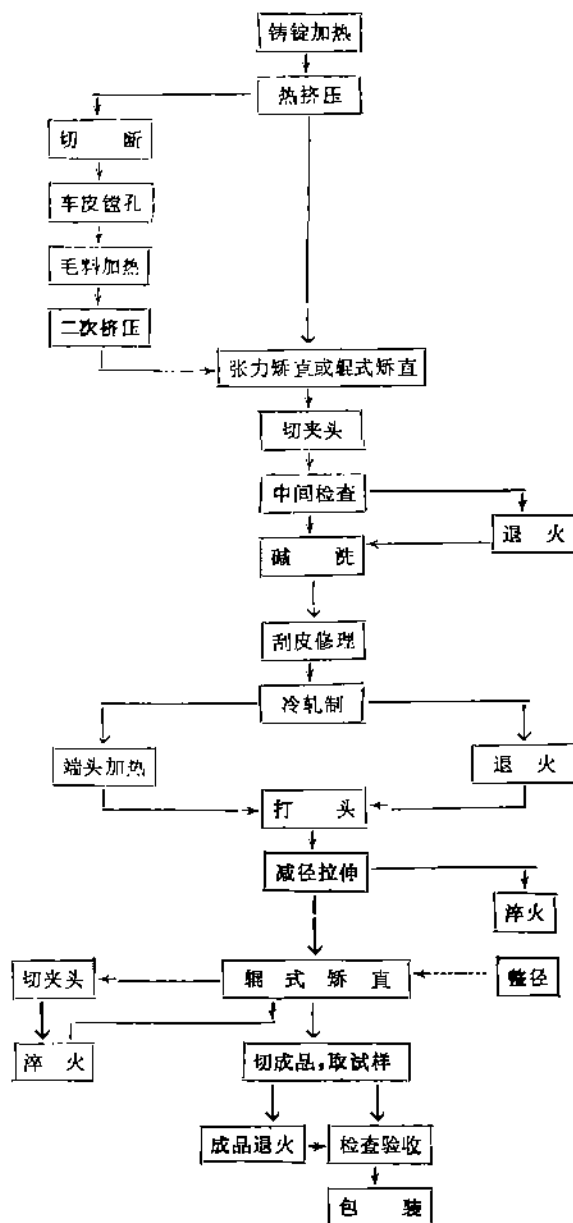 铸锭加热
热挤压
切 断
车皮镗孔
毛料加热
二次挤压
张力矫直或辊式矫直
切夹头
中间检查
退 火
碱 洗
刮皮修理
冷轧制
端头加热
退 火
打 头
减径拉伸
淬火
切夹头
辊 式 矫 直
整径
淬 火
切成品,取试样
成品退火
检查验收
包 装